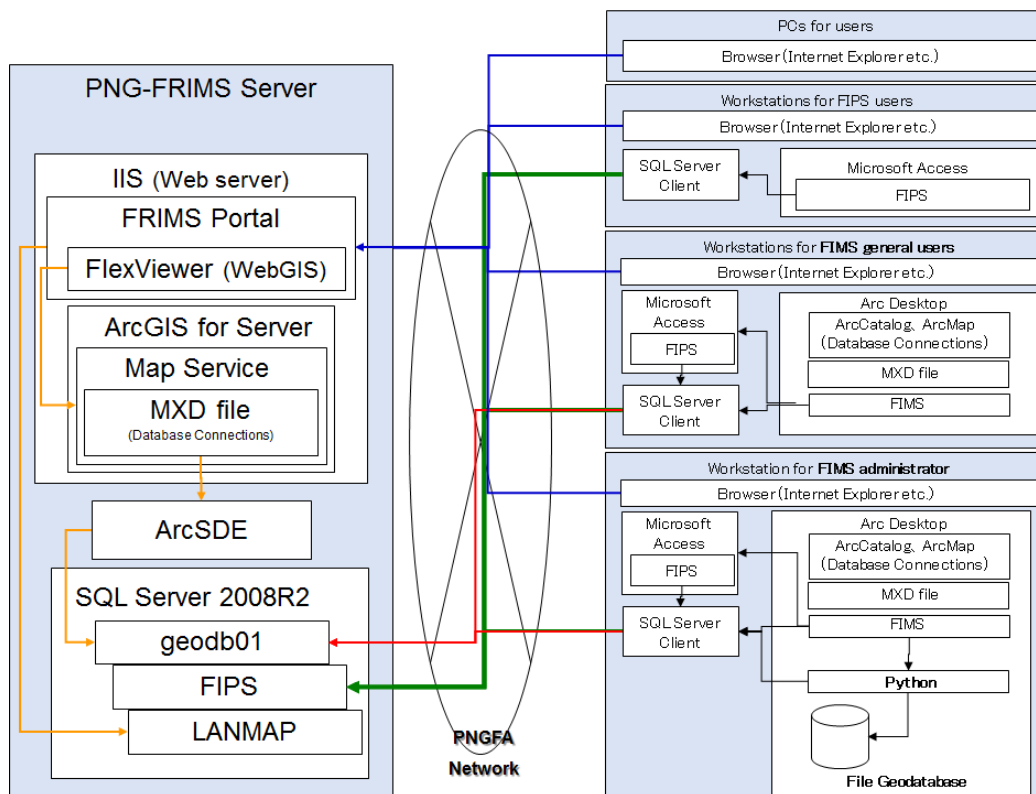 PNG-FRIMS Server
IIS (Web server)
FRIMS Portal
FlexViewer (WebGIS)
ArcGIS for Server
Map Service
MXD file
(Database Connections)
ArcSDE
SQL Server 2008R2
geodb01
FIPS
LANMAP
PNGFA
Network
PCs for users
Browser(Internet Explorer etc.)
Workstations for FIPS users
Browser(Internet Explorer etc.)
SQL Server
Client
Microsoft Access
FIPS
Workstations for FIMS general users
Browser(Internet Explorer etc.)
Microsoft
Access
FIPS
SQL Server
Client
Arc Desktop
ArcCatalog、ArcMap
(Database Connections)
MXD file
FIMS
Workstation for FIMS administrator
Browser(Internet Explorer etc.)
Microsoft
Access
FIPS
SQL Server
Client
Arc Desktop
ArcCatalog、ArcMap
(Database Connections)
MXD file
FIMS
Python
File Geodatabase